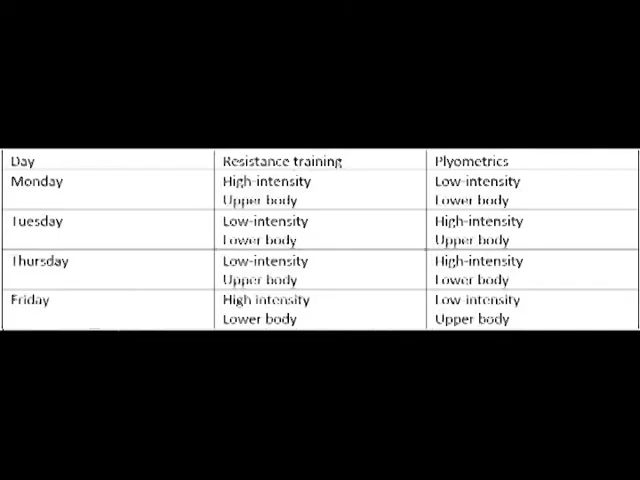 Day Resistance training Plyometrics
Monday High-intensity Low-intensity
Upper body Lower body
Tuesday Low-intensity High-intensity
Lower body Upper body
Thursday Low-intensity High-intensity
Upper body Lower body
Friday High intensity Low-intensity
Lower body Upper body